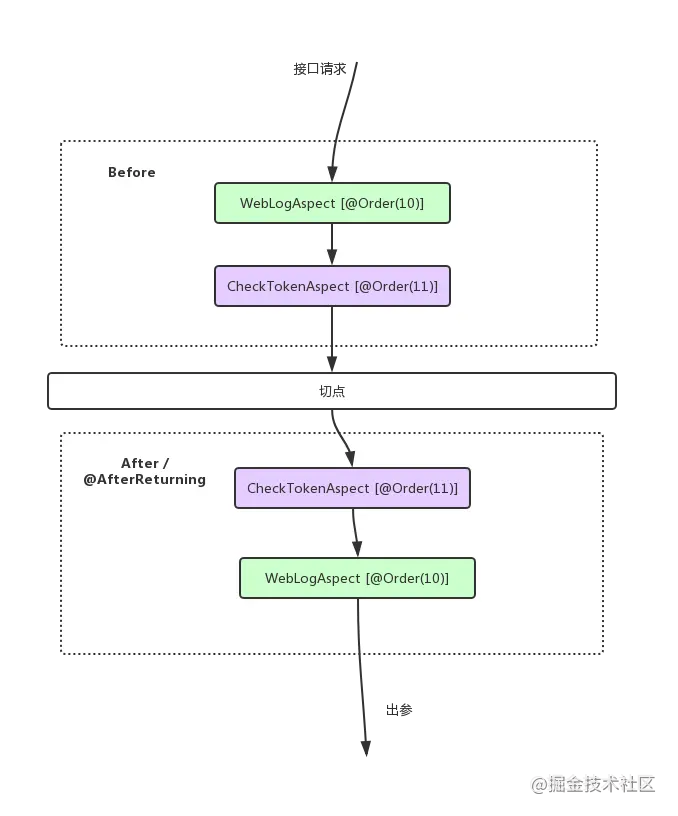 接口请求
Before
WebLogAspect [@Order(10)]
CheckTokenAspect [@Order(11)]
切点
After /
@AfterReturning
CheckTokenAspect [@Order(11)]
WebLogAspect [@Order(10)]
出参
@掘金技术社区